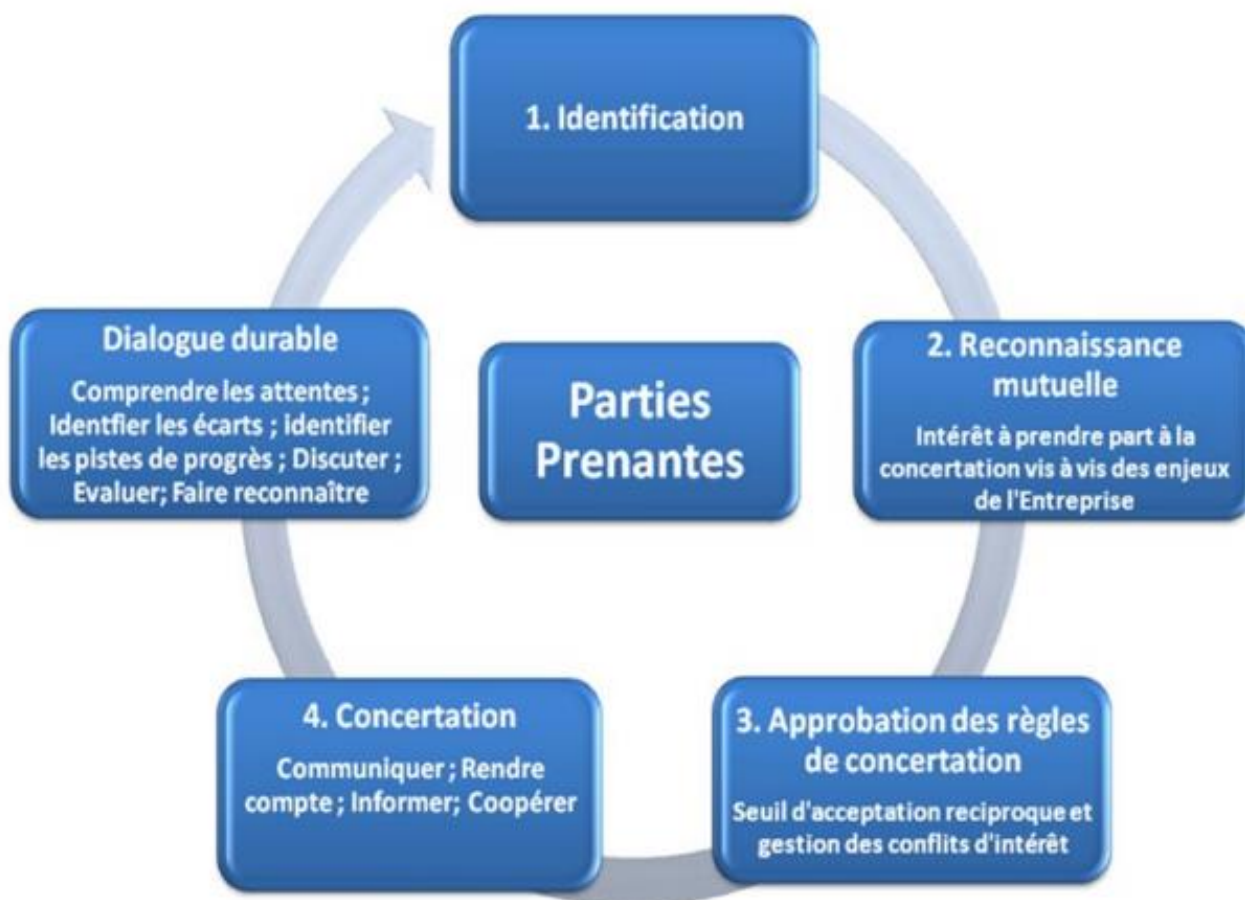 1. Identification
2. Reconnaissance
mutuelle
Intérêt à prendre part à la
concertation vis à vis des enjeux
de l'Entreprise
3. Approbation des règles
de concertation
Seuil d'acceptation reciproque et
gestion des conflits d'intérêt
4. Concertation
Communiquer ; Rendre
compte ; Informer; Coopérer
Dialogue durable
Comprendre les attentes ;
Identfier les écarts ; identifier
les pistes de progrès ; Discuter ;
Evaluer; Faire reconnaître
Parties
Prenantes